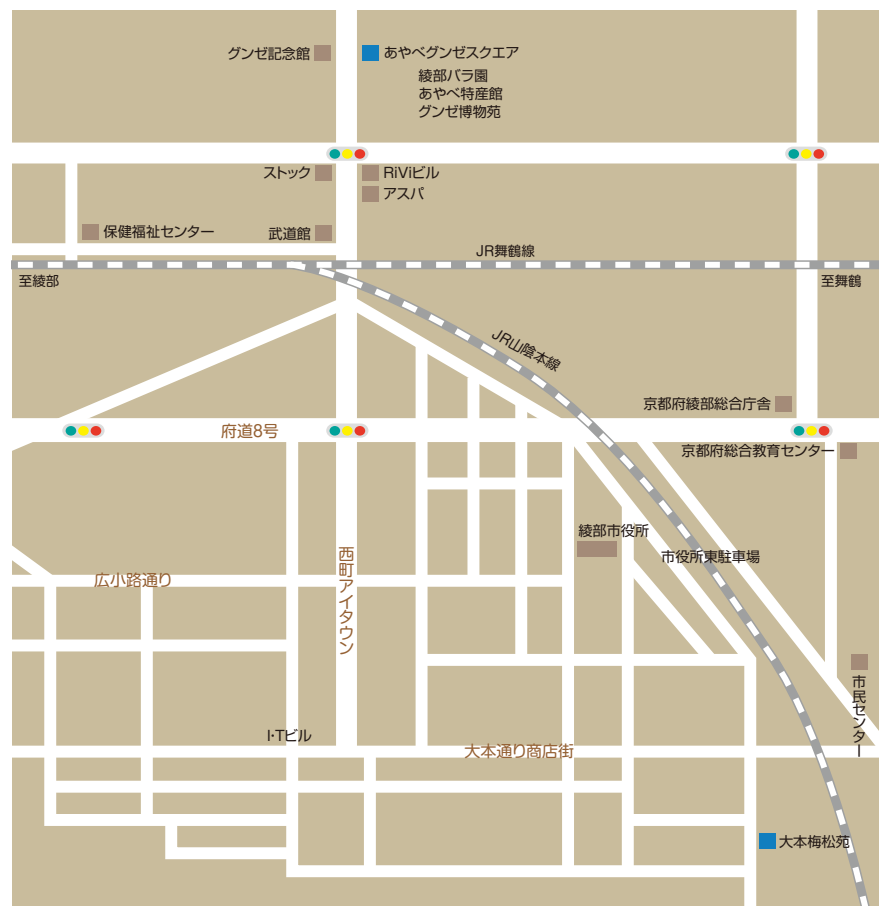 グンゼ記念館
あやべグンゼスクエア
綾部バラ園
あやべ特産館
グンゼ博物苑
ストック
RiViビル
アスパ
保健福祉センター
武道館
JR舞鶴線
至綾部
至舞鶴
JR山陰本線
京都府綾部総合庁舎
府道8号
京都府総合教育センター
綾部市役所
市役所東駐車場
広小路通り
西町アイタウン
市民センター
I・Tビル
大本通り商店街
大本梅松苑